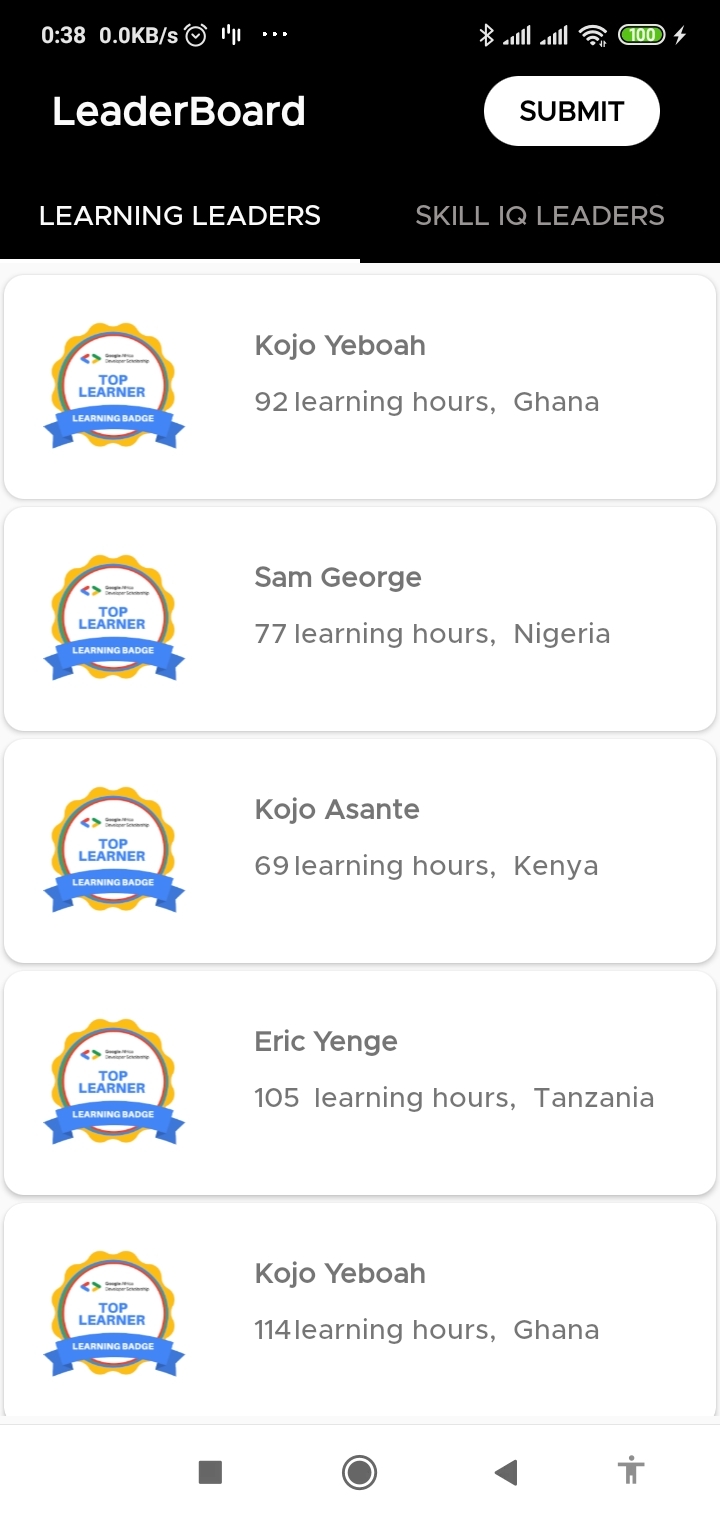 0:38 0.0KB/s 100
LeaderBoard
SUBMIT
LEARNING LEADERS
SKILL IQ LEADERS
Google Africa
Developer Scholarship
TOP
LEARNER
LEARNING BADGE
Kojo Yeboah
92 learning hours, Ghana
Google Africa
Developer Scholarship
TOP
LEARNER
LEARNING BADGE
Sam George
77 learning hours, Nigeria
Google Africa
Developer Scholarship
TOP
LEARNER
LEARNING BADGE
Kojo Asante
69 learning hours, Kenya
Google Africa
Developer Scholarship
TOP
LEARNER
LEARNING BADGE
Eric Yenge
105 learning hours, Tanzania
Google Africa
Developer Scholarship
TOP
LEARNER
LEARNING BADGE
Kojo Yeboah
114 learning hours, Ghana